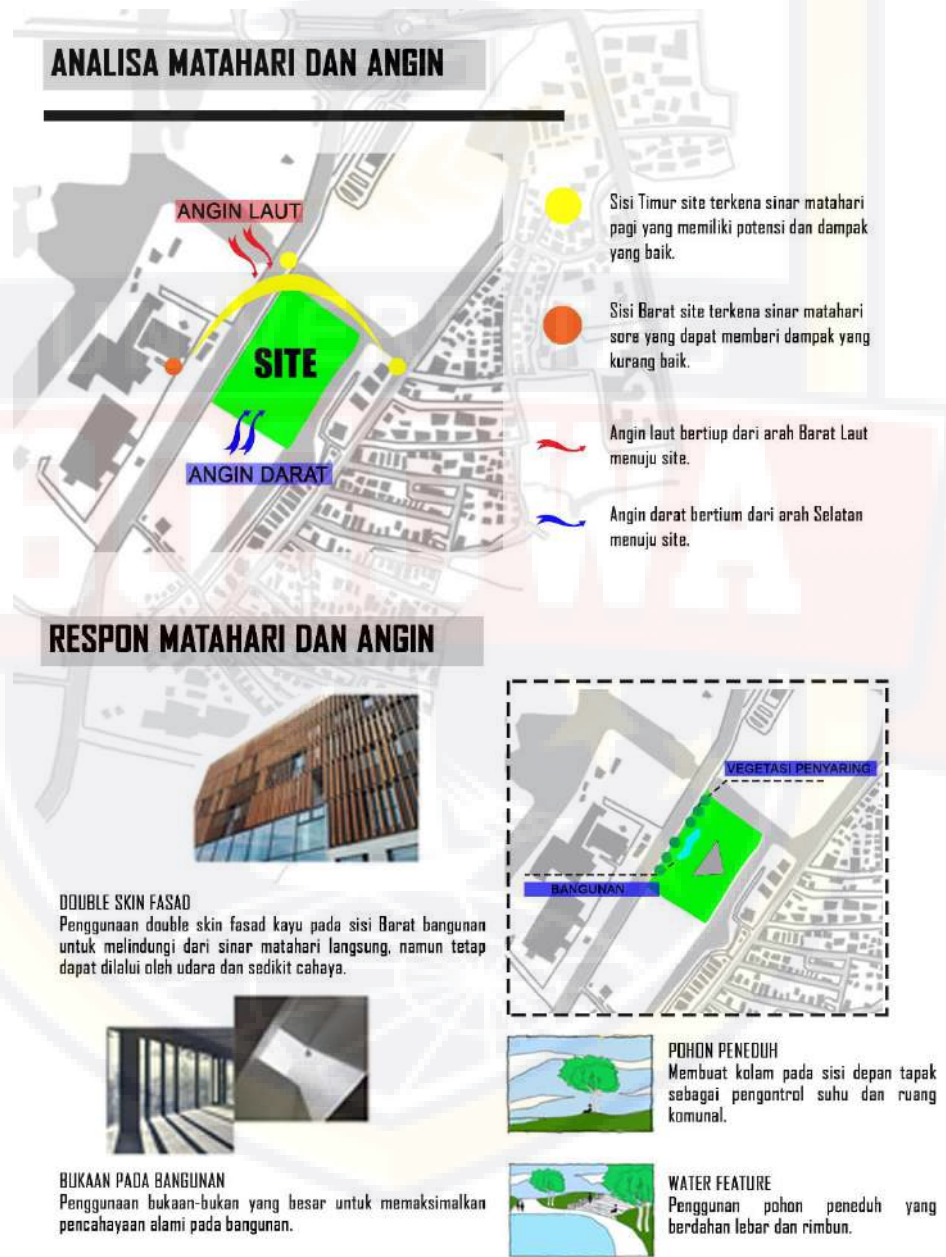 ANALISA MATAHARI DAN ANGIN
ANGIN LAUT
SITE
ANGIN DARAT
Sisi Timur site terkena sinar matahari
pagi yang memiliki potensi dan dampak
yang baik.
Sisi Barat site terkena sinar matahari
sore yang dapat memberi dampak yang
kurang baik.
Angin laut bertiup dari arah Barat Laut
menuju site.
Angin darat bertium dari arah Selatan
menuju site.
RESPON MATAHARI DAN ANGIN
DOUBLE SKIN FASAD
Penggunaan double skin fasad kayu pada sisi Barat bangunan
untuk melindungi dari sinar matahari langsung, namun tetap
dapat dilalui oleh udara dan sedikit cahaya.
BUKAAN PADA BANGUNAN
Penggunaan bukaan-bukan yang besar untuk memaksimalkan
pencahayaan alami pada bangunan.
VEGETASI PENYARING
BANGUNAN
POHON PENEDUH
Membuat kolam pada sisi depan tapak
sebagai pengontrol suhu dan ruang
komunal.
WATER FEATURE
Penggunan pohon peneduh yang
berdahan lebar dan rimbun.